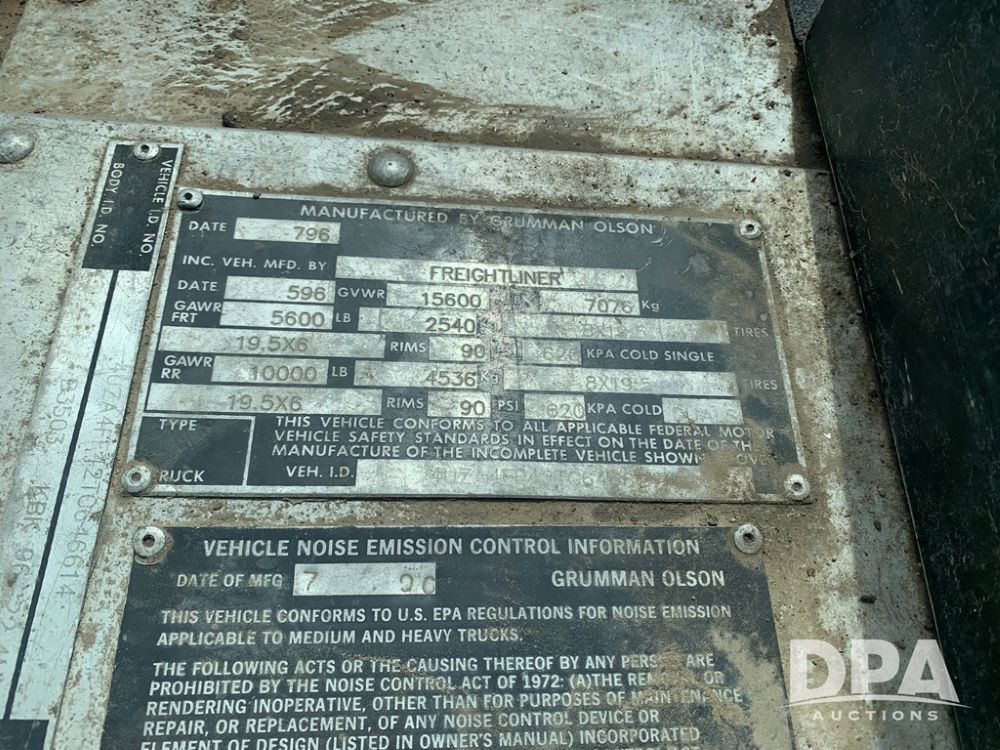 VEHICLE I.D. NO.
BODY I.D. NO.
MANUFACTURED BY GRUMMAN OLSON
DATE 796
INC. VEH. MFD. BY FREIGHTLINER
DATE 596 GVWR 15600 7076 Kg
GAWR FRT 5600 LB 2540 TIRES
19.5X6 RIMS 90 620 KPA COLD SINGLE
GAWR RR 10000 LB 4536 Kg TIRES
19.5X6 RIMS 90 PSI 620 KPA COLD
TYPE
RUCK
THIS VEHICLE CONFORMS TO ALL APPLICABLE FEDERAL MOTOR
VEHICLE SAFETY STANDARDS IN EFFECT ON THE DATE OF TH
MANUFACTURE OF THE INCOMPLETE VEHICLE SHOWN
VEH. I.D.
VEHICLE NOISE EMISSION CONTROL INFORMATION
DATE OF MFG 7 96 GRUMMAN OLSON
THIS VEHICLE CONFORMS TO U.S. EPA REGULATIONS FOR NOISE EMISSION
APPLICABLE TO MEDIUM AND HEAVY TRUCKS.
THE FOLLOWING ACTS OR THE CAUSING THEREOF BY ANY ARE
PROHIBITED BY THE NOISE CONTROL ACT OF 1972: (A)THE OR
RENDERING INOPERATIVE, OTHER THAN FOR PURPOSES OF MAINTENANCE
REPAIR, OR REPLACEMENT, OF ANY NOISE CONTROL DEVICE OR
ELEMENT OF DESIGN (LISTED IN OWNER'S MANUAL) INCORPORATED
DPA
AUCTIONS